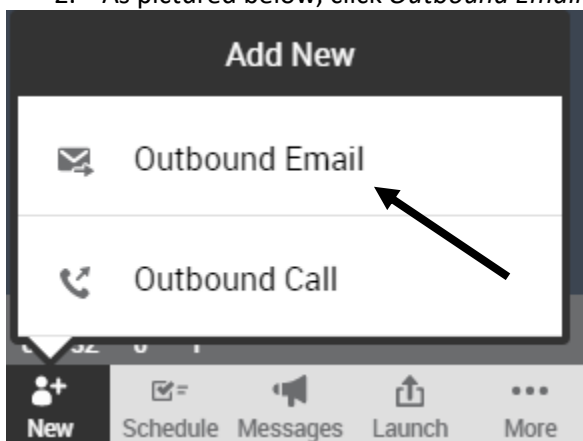 2. As pictured below, click Outbound Email
Add New
Outbound Email
Outbound Call
New Schedule Messages Launch More